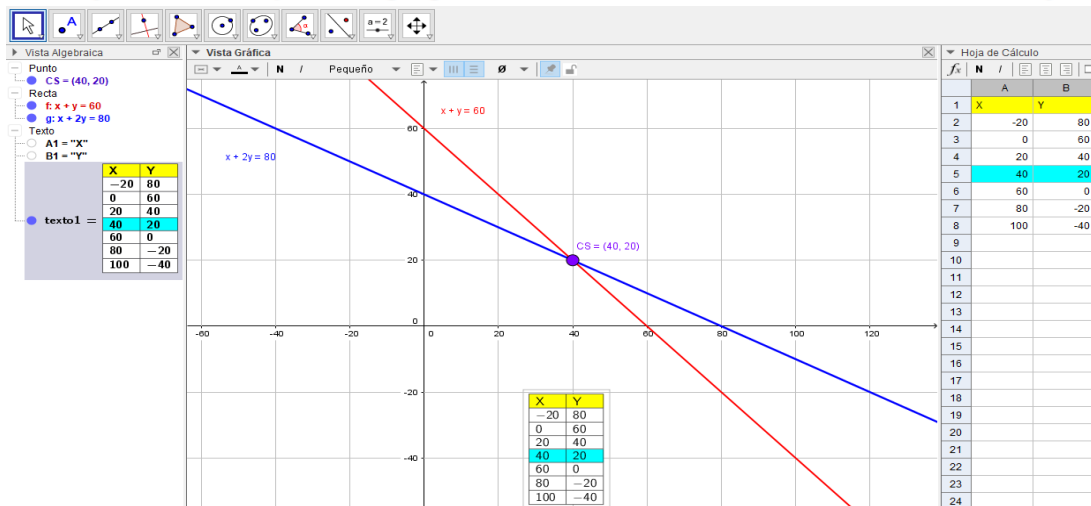 A
α
a = 2
Vista Algebraica
Punto
CS = (40, 20)
Recta
f: x + y = 60
g: x + 2y = 80
Texto
A1 = "X"
B1 = "Y"
texto1 =
X Y
−20 80
0 60
20 40
40 20
60 0
80 −20
100 −40
Vista Gráfica
A N I Pequeño
x + y = 60
x + 2y = 80
CS = (40, 20)
60
40
20
0
-20
-40
-60 -40 -20 0 20 40 60 80 100 120
X Y
−20 80
0 60
20 40
40 20
60 0
80 −20
100 −40
Hoja de Cálculo
fx N I
A B
1 X Y
2 -20 80
3 0 60
4 20 40
5 40 20
6 60 0
7 80 -20
8 100 -40
9
10
11
12
13
14
15
16
17
18
19
20
21
22
23
24